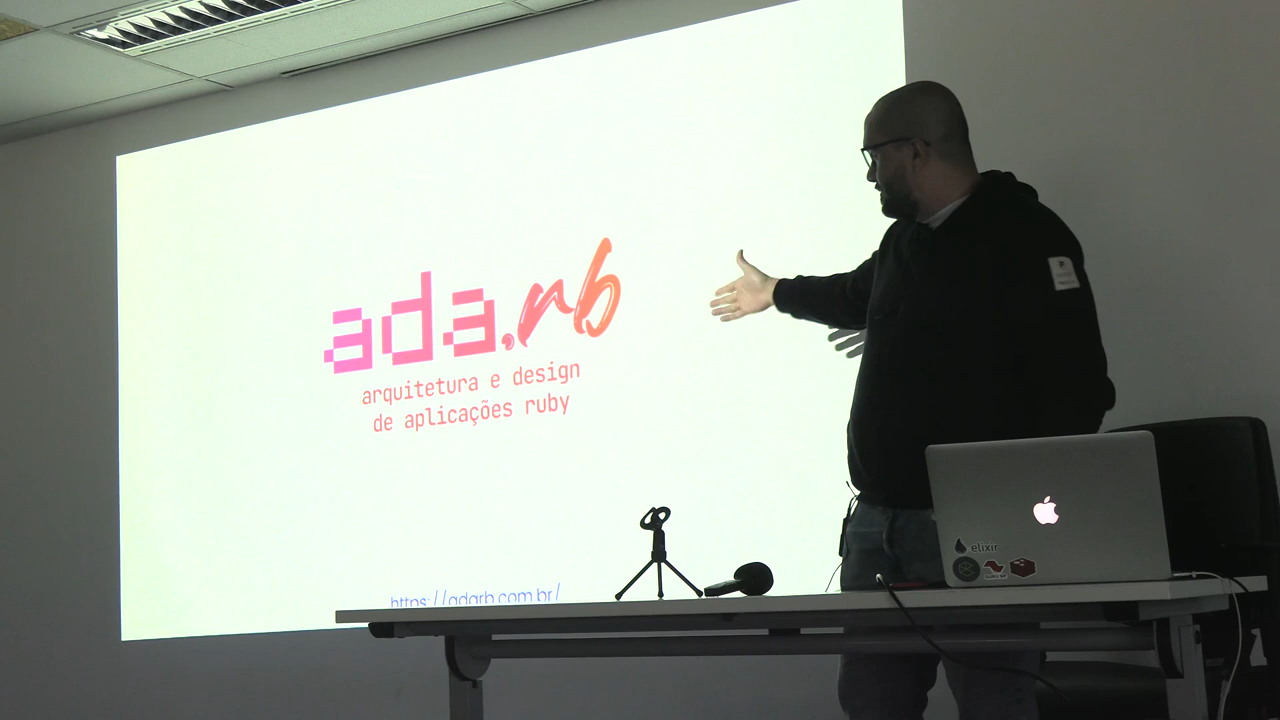 ada.rb
arquitetura e design
de aplicações ruby
https://adarb.com.br/
elixir